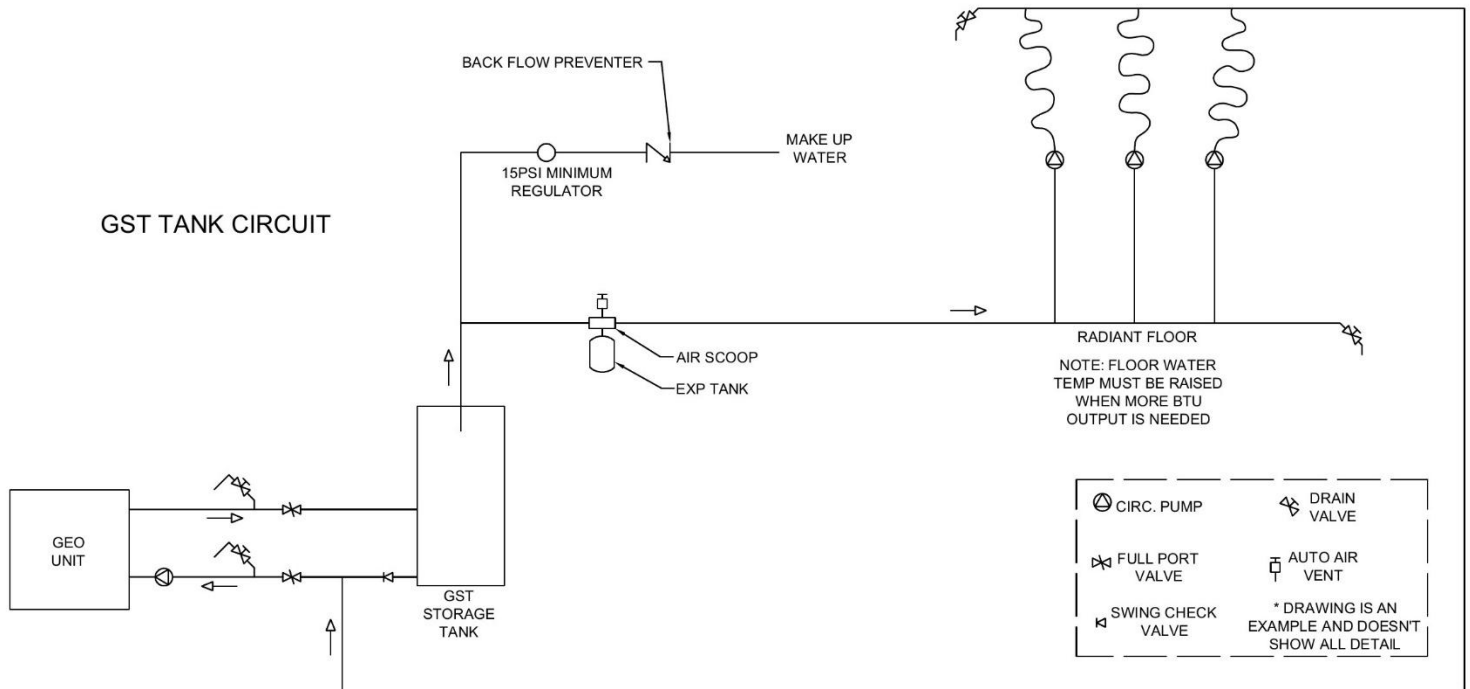 BACK FLOW PREVENTER
MAKE UP
WATER
15PSI MINIMUM
REGULATOR
GST TANK CIRCUIT
AIR SCOOP
EXP TANK
RADIANT FLOOR
NOTE: FLOOR WATER
TEMP MUST BE RAISED
WHEN MORE BTU
OUTPUT IS NEEDED
GEO
UNIT
GST
STORAGE
TANK
CIRC. PUMP
DRAIN
VALVE
FULL PORT
VALVE
AUTO AIR
VENT
SWING CHECK
VALVE
* DRAWING IS AN
EXAMPLE AND DOESN'T
SHOW ALL DETAIL